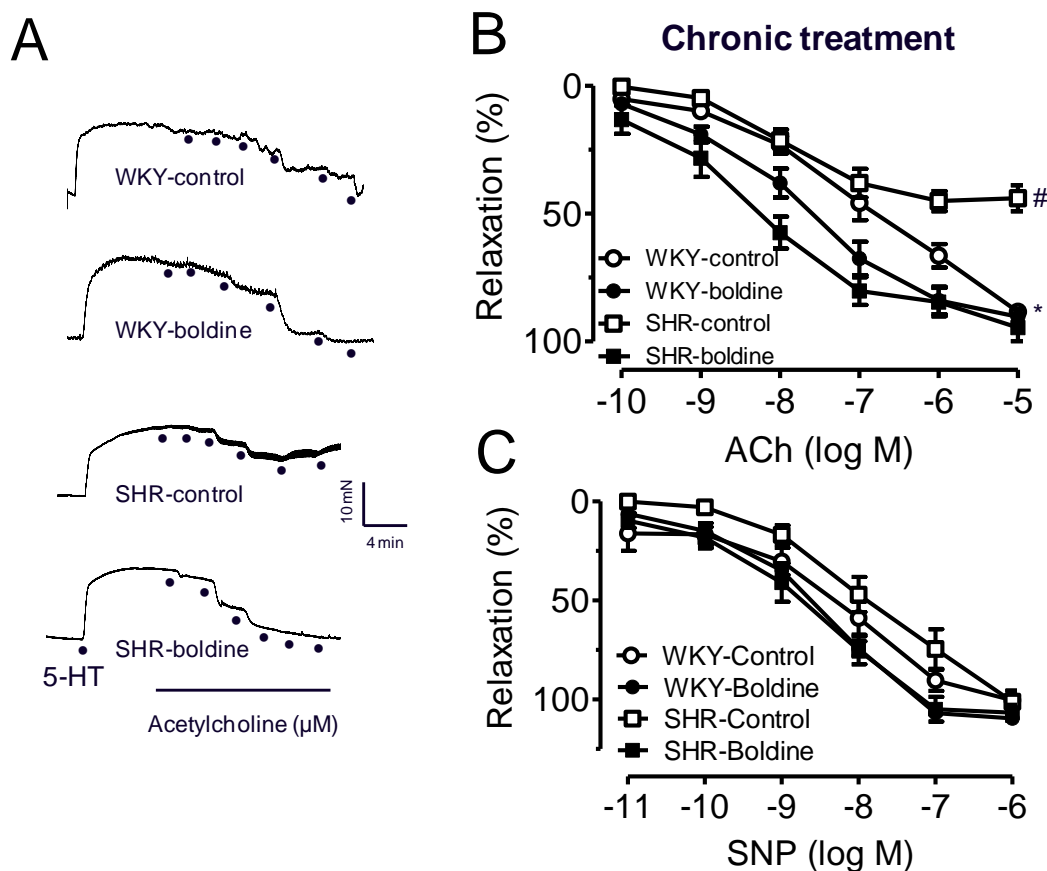 A
WKY-control
WKY-boldine
SHR-control
10 mN
4 min
SHR-boldine
5-HT
Acetylcholine (µM)
B
Chronic treatment
Relaxation (%)
0
50
100
#
*
WKY-control
WKY-boldine
SHR-control
SHR-boldine
-10 -9 -8 -7 -6 -5
ACh (log M)
C
Relaxation (%)
0
50
100
WKY-Control
WKY-Boldine
SHR-Control
SHR-Boldine
-11 -10 -9 -8 -7 -6
SNP (log M)